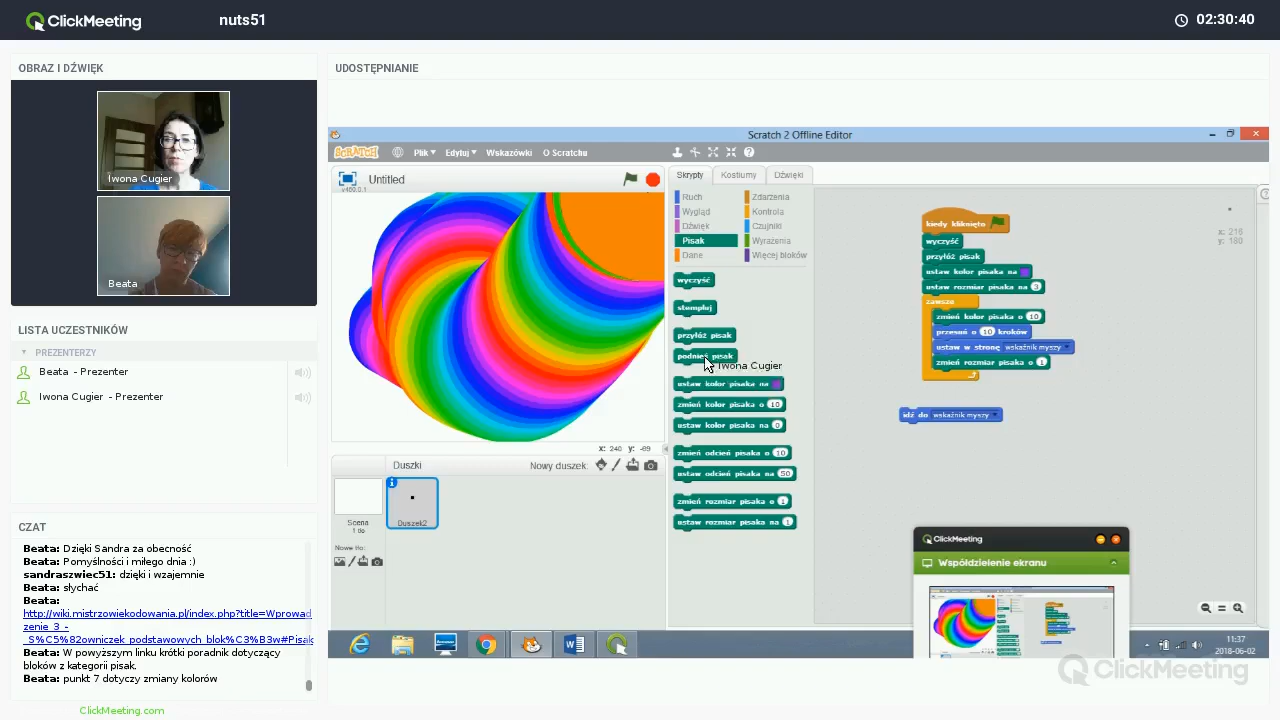 ClickMeeting
nuts51
02:30:40
OBRAZ I DŹWIĘK
Iwona Cugier
Beata
LISTA UCZESTNIKÓW
PREZENTERZY
Beata - Prezenter
Iwona Cugier - Prezenter
CZAT
Beata: Dzięki Sandra za obecność
Beata: Pomyślności i miłego dnia :)
sandraszwiec51: dzięki i wzajemnie
Beata: słychać
Beata:
http://wiki.mistrzowiekodowania.pl/index.php?title=Wprowad
zenie_3_-
_S%C5%82owniczek_podstawowych_blok%C3%B3w#Pisak
Beata: W powyższym linku krótki poradnik dotyczący
bloków z kategorii pisak.
Beata: punkt 7 dotyczy zmiany kolorów
ClickMeeting.com
UDOSTĘPNIANIE
Scratch 2 Offline Editor
SCRATCH
Plik
Edytuj
Wskazówki
O Scratchu
Untitled
v460.0.1
x: 240 y: -69
Duszki
Nowy duszek:
Scena
1 tło
Nowe tło:
Duszek2
Skrypty
Kostiumy
Dźwięki
Ruch
Wygląd
Dźwięk
Pisak
Dane
Zdarzenia
Kontrola
Czujniki
Wyrażenia
Więcej bloków
wyczyść
stempluj
przyłóż pisak
podnieś pisak
Iwona Cugier
ustaw kolor pisaka na
zmień kolor pisaka o 10
ustaw kolor pisaka na 0
zmień odcień pisaka o 10
ustaw odcień pisaka na 50
zmień rozmiar pisaka o 1
ustaw rozmiar pisaka na 1
kiedy kliknięto
wyczyść
przyłóż pisak
ustaw kolor pisaka na
ustaw rozmiar pisaka na 3
zawsze
zmień kolor pisaka o 10
przesuń o 10 kroków
ustaw w stronę wskaźnik myszy
zmień rozmiar pisaka o 1
idź do wskaźnik myszy
x: 216
y: 180
ClickMeeting
Współdzielenie ekranu
11:37
2018-06-02
ClickMeeting